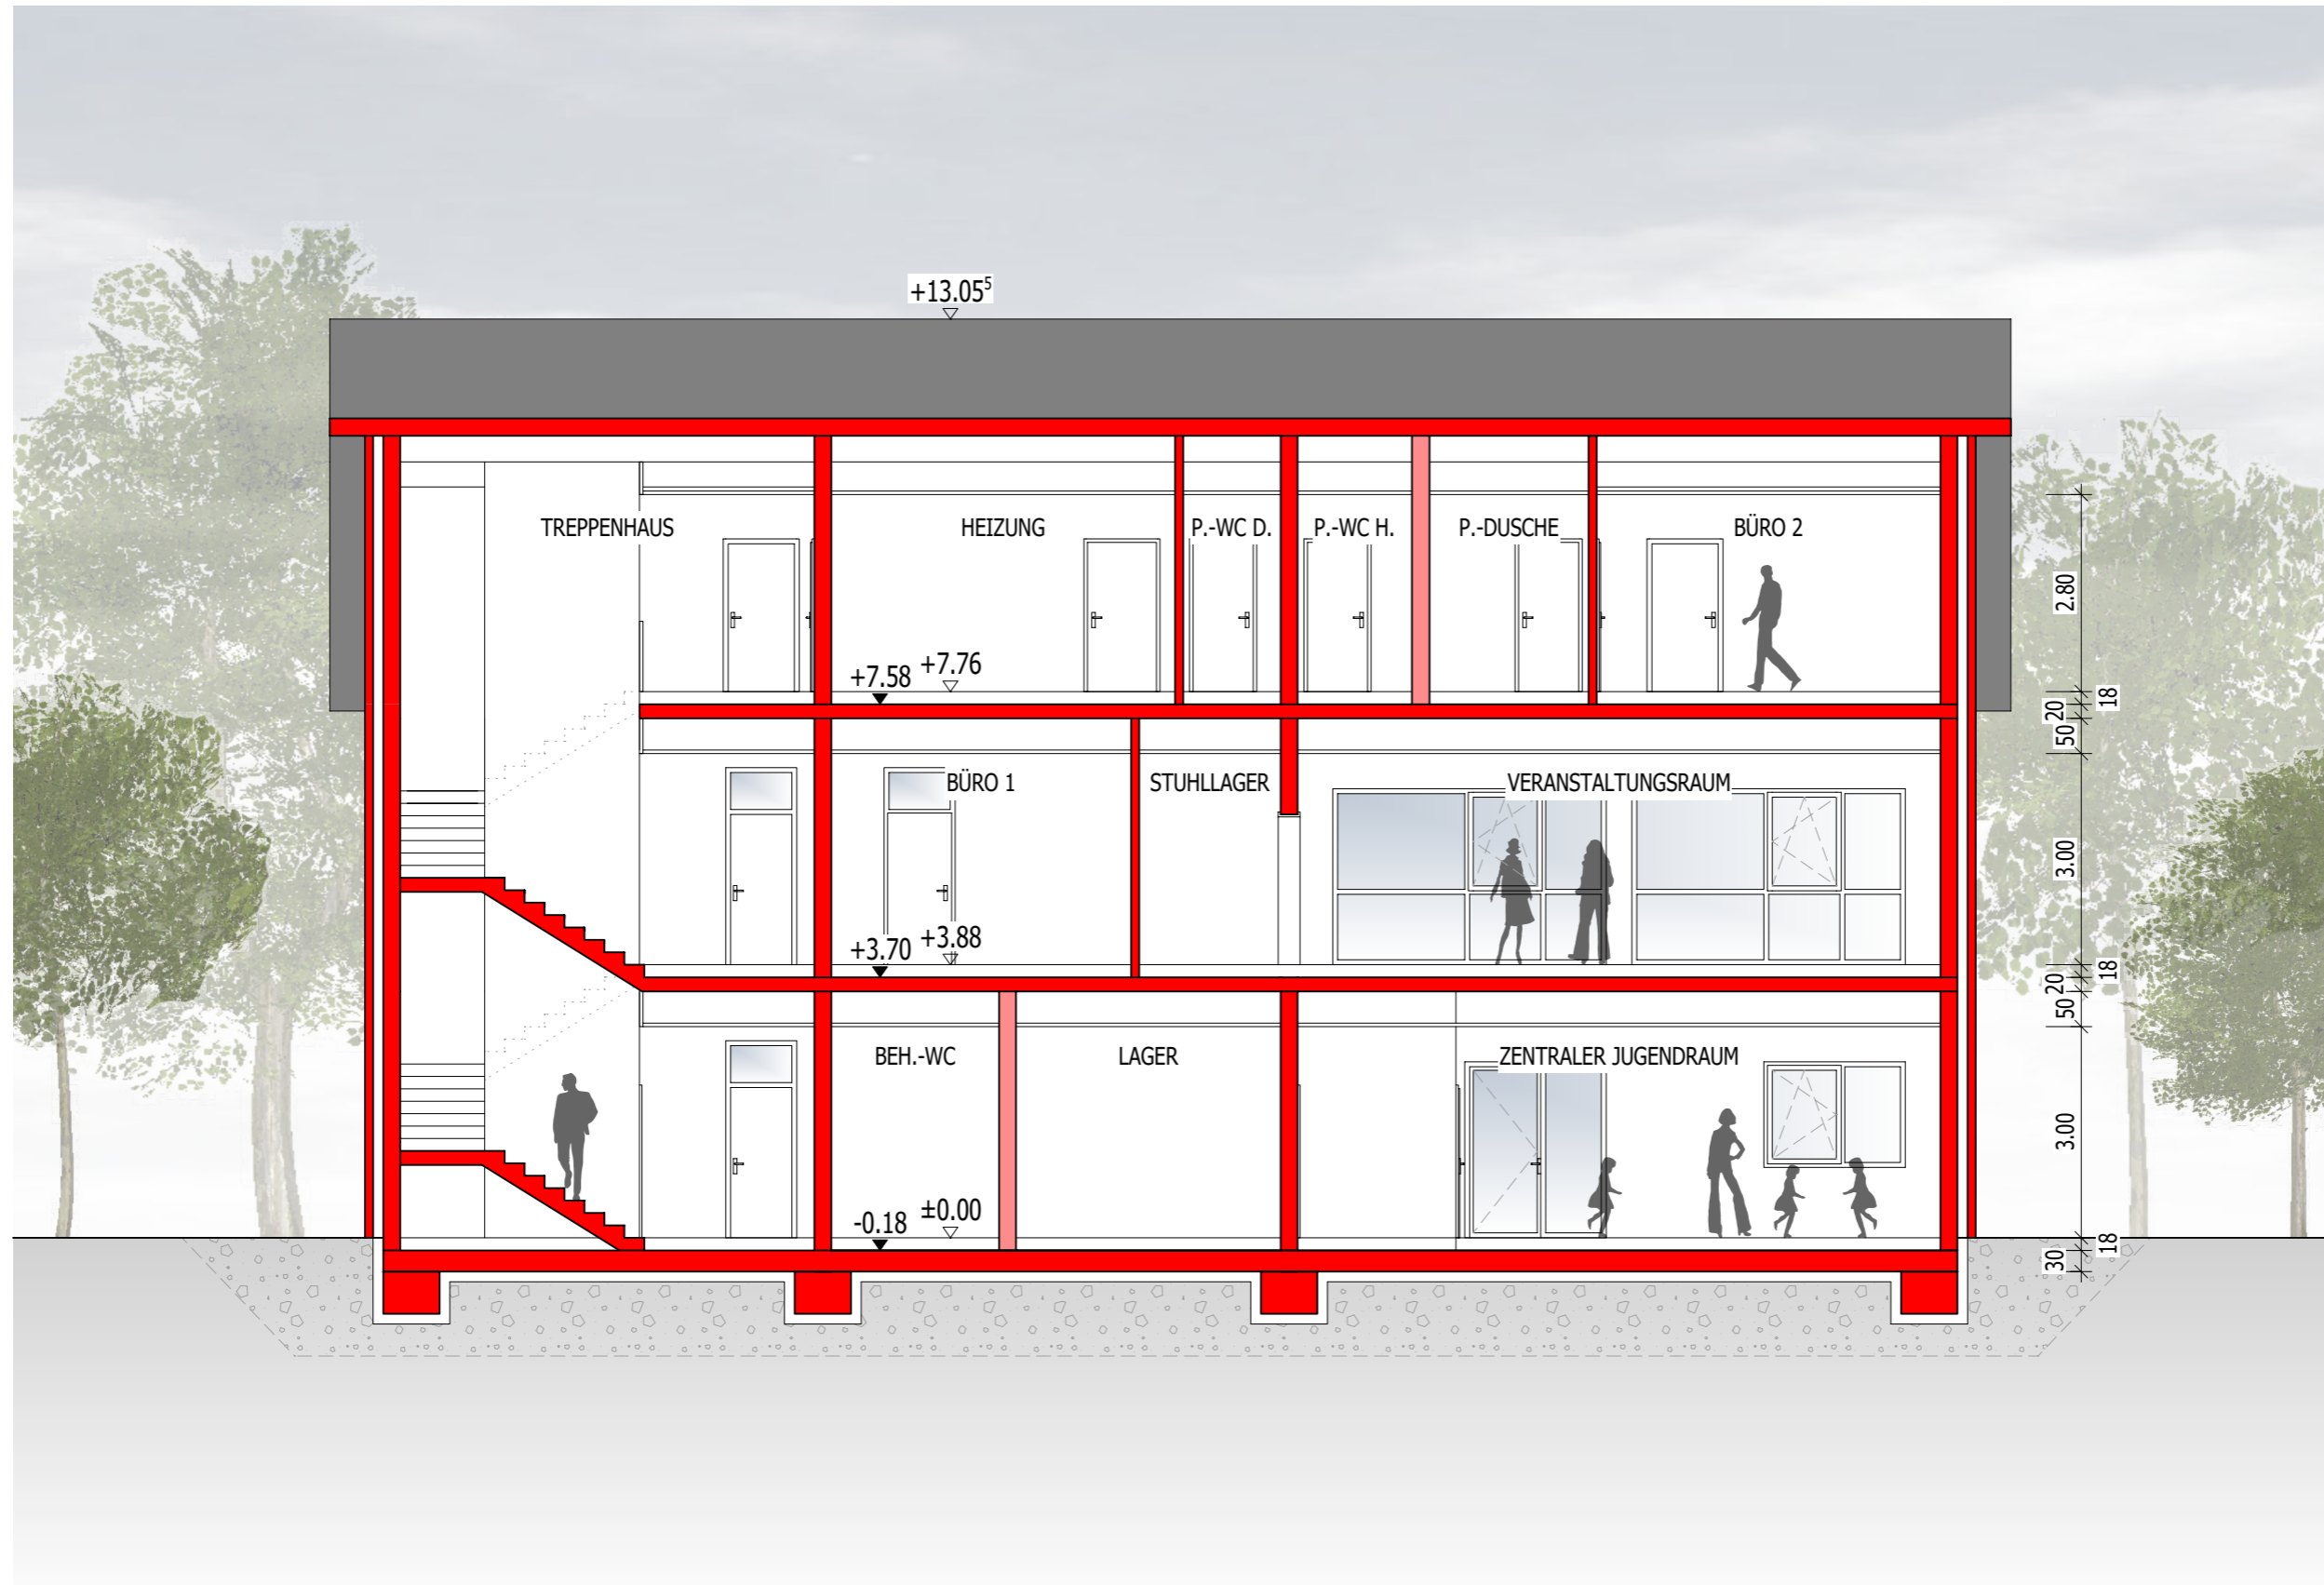 +13.05⁵
TREPPENHAUS
HEIZUNG
P.-WC D.
P.-WC H.
P.-DUSCHE
BÜRO 2
2.80
+7.58
+7.76
18
20
50
BÜRO 1
STUHLLAGER
VERANSTALTUNGSRAUM
3.00
+3.70
+3.88
18
20
50
BEH.-WC
LAGER
ZENTRALER JUGENDRAUM
3.00
-0.18
±0.00
18
30